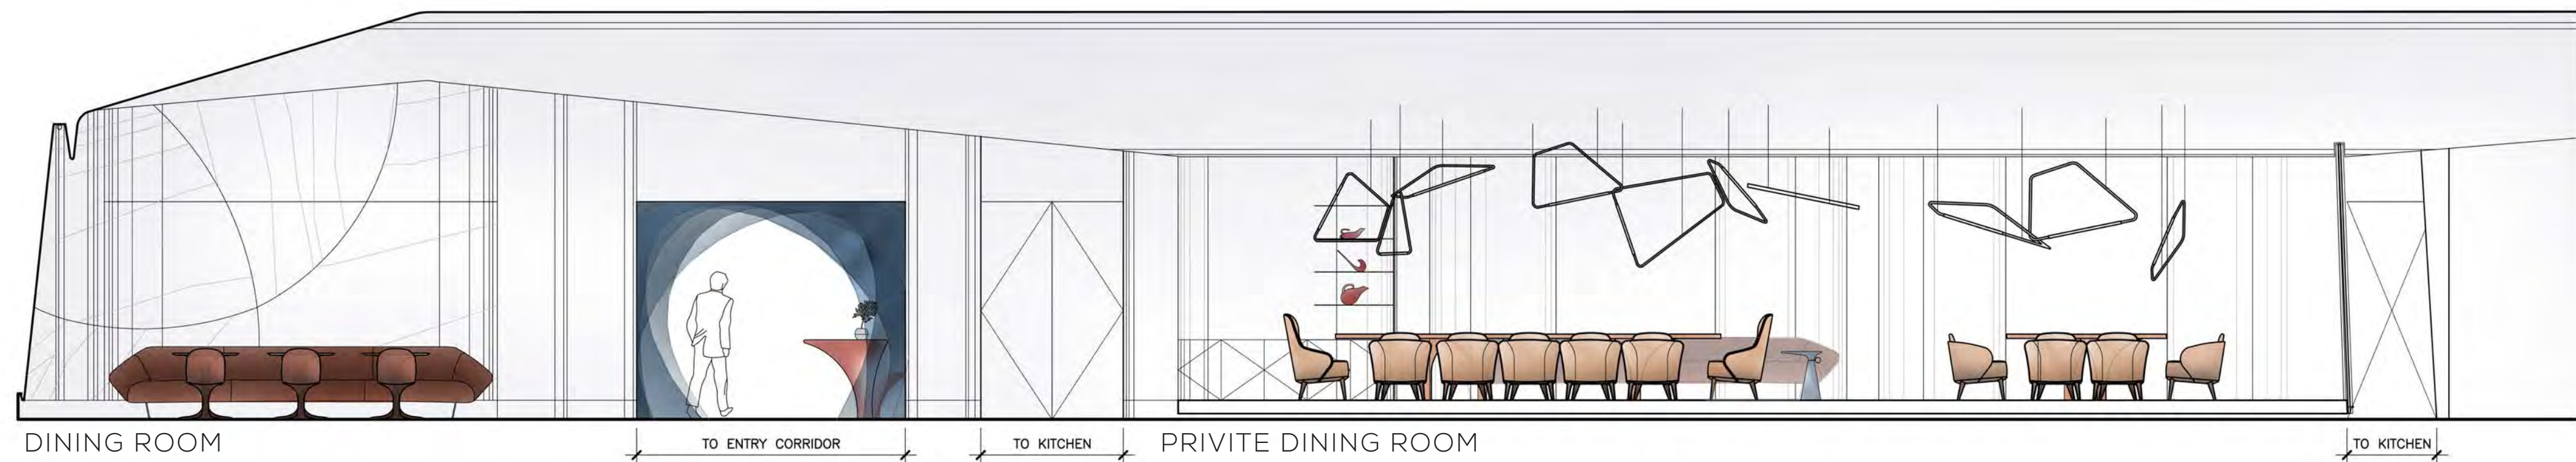 DINING ROOM
TO ENTRY CORRIDOR
TO KITCHEN
PRIVITE DINING ROOM
TO KITCHEN